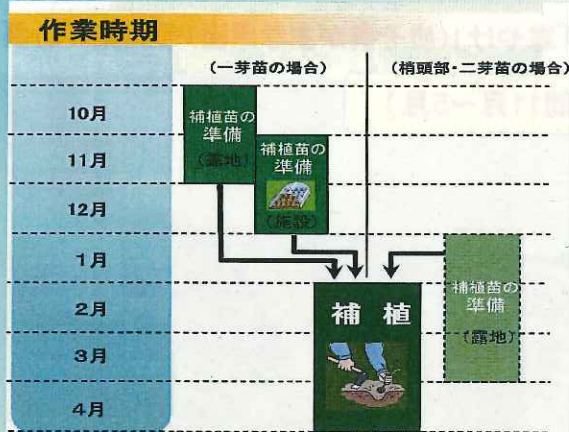 作業時期
(一芽苗の場合)
(梢頭部・二芽苗の場合)
10月
11月
12月
1月
2月
3月
4月
補植苗の
準備
(露地)
補植苗の
準備
(施設)
補植苗の
準備
(露地)
補 植